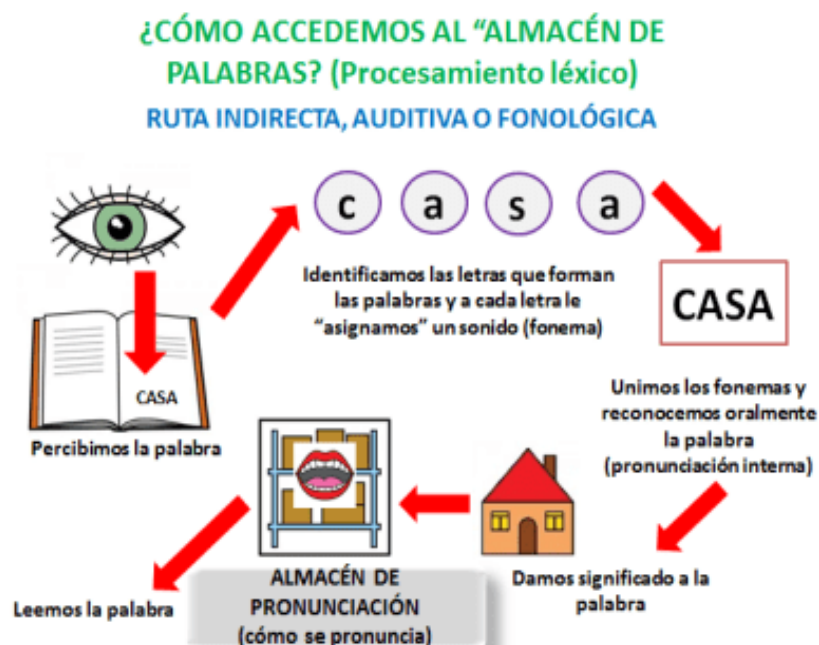 ¿CÓMO ACCEDEMOS AL “ALMACÉN DE
PALABRAS? (Procesamiento léxico)
RUTA INDIRECTA, AUDITIVA O FONOLÓGICA
c a s a
Identificamos las letras que forman
las palabras y a cada letra le
“asignamos” un sonido (fonema)
CASA
CASA
Percibimos la palabra
Unimos los fonemas y
reconocemos oralmente
la palabra
(pronunciación interna)
Damos significado a la
palabra
ALMACÉN DE
PRONUNCIACIÓN
(cómo se pronuncia)
Leemos la palabra